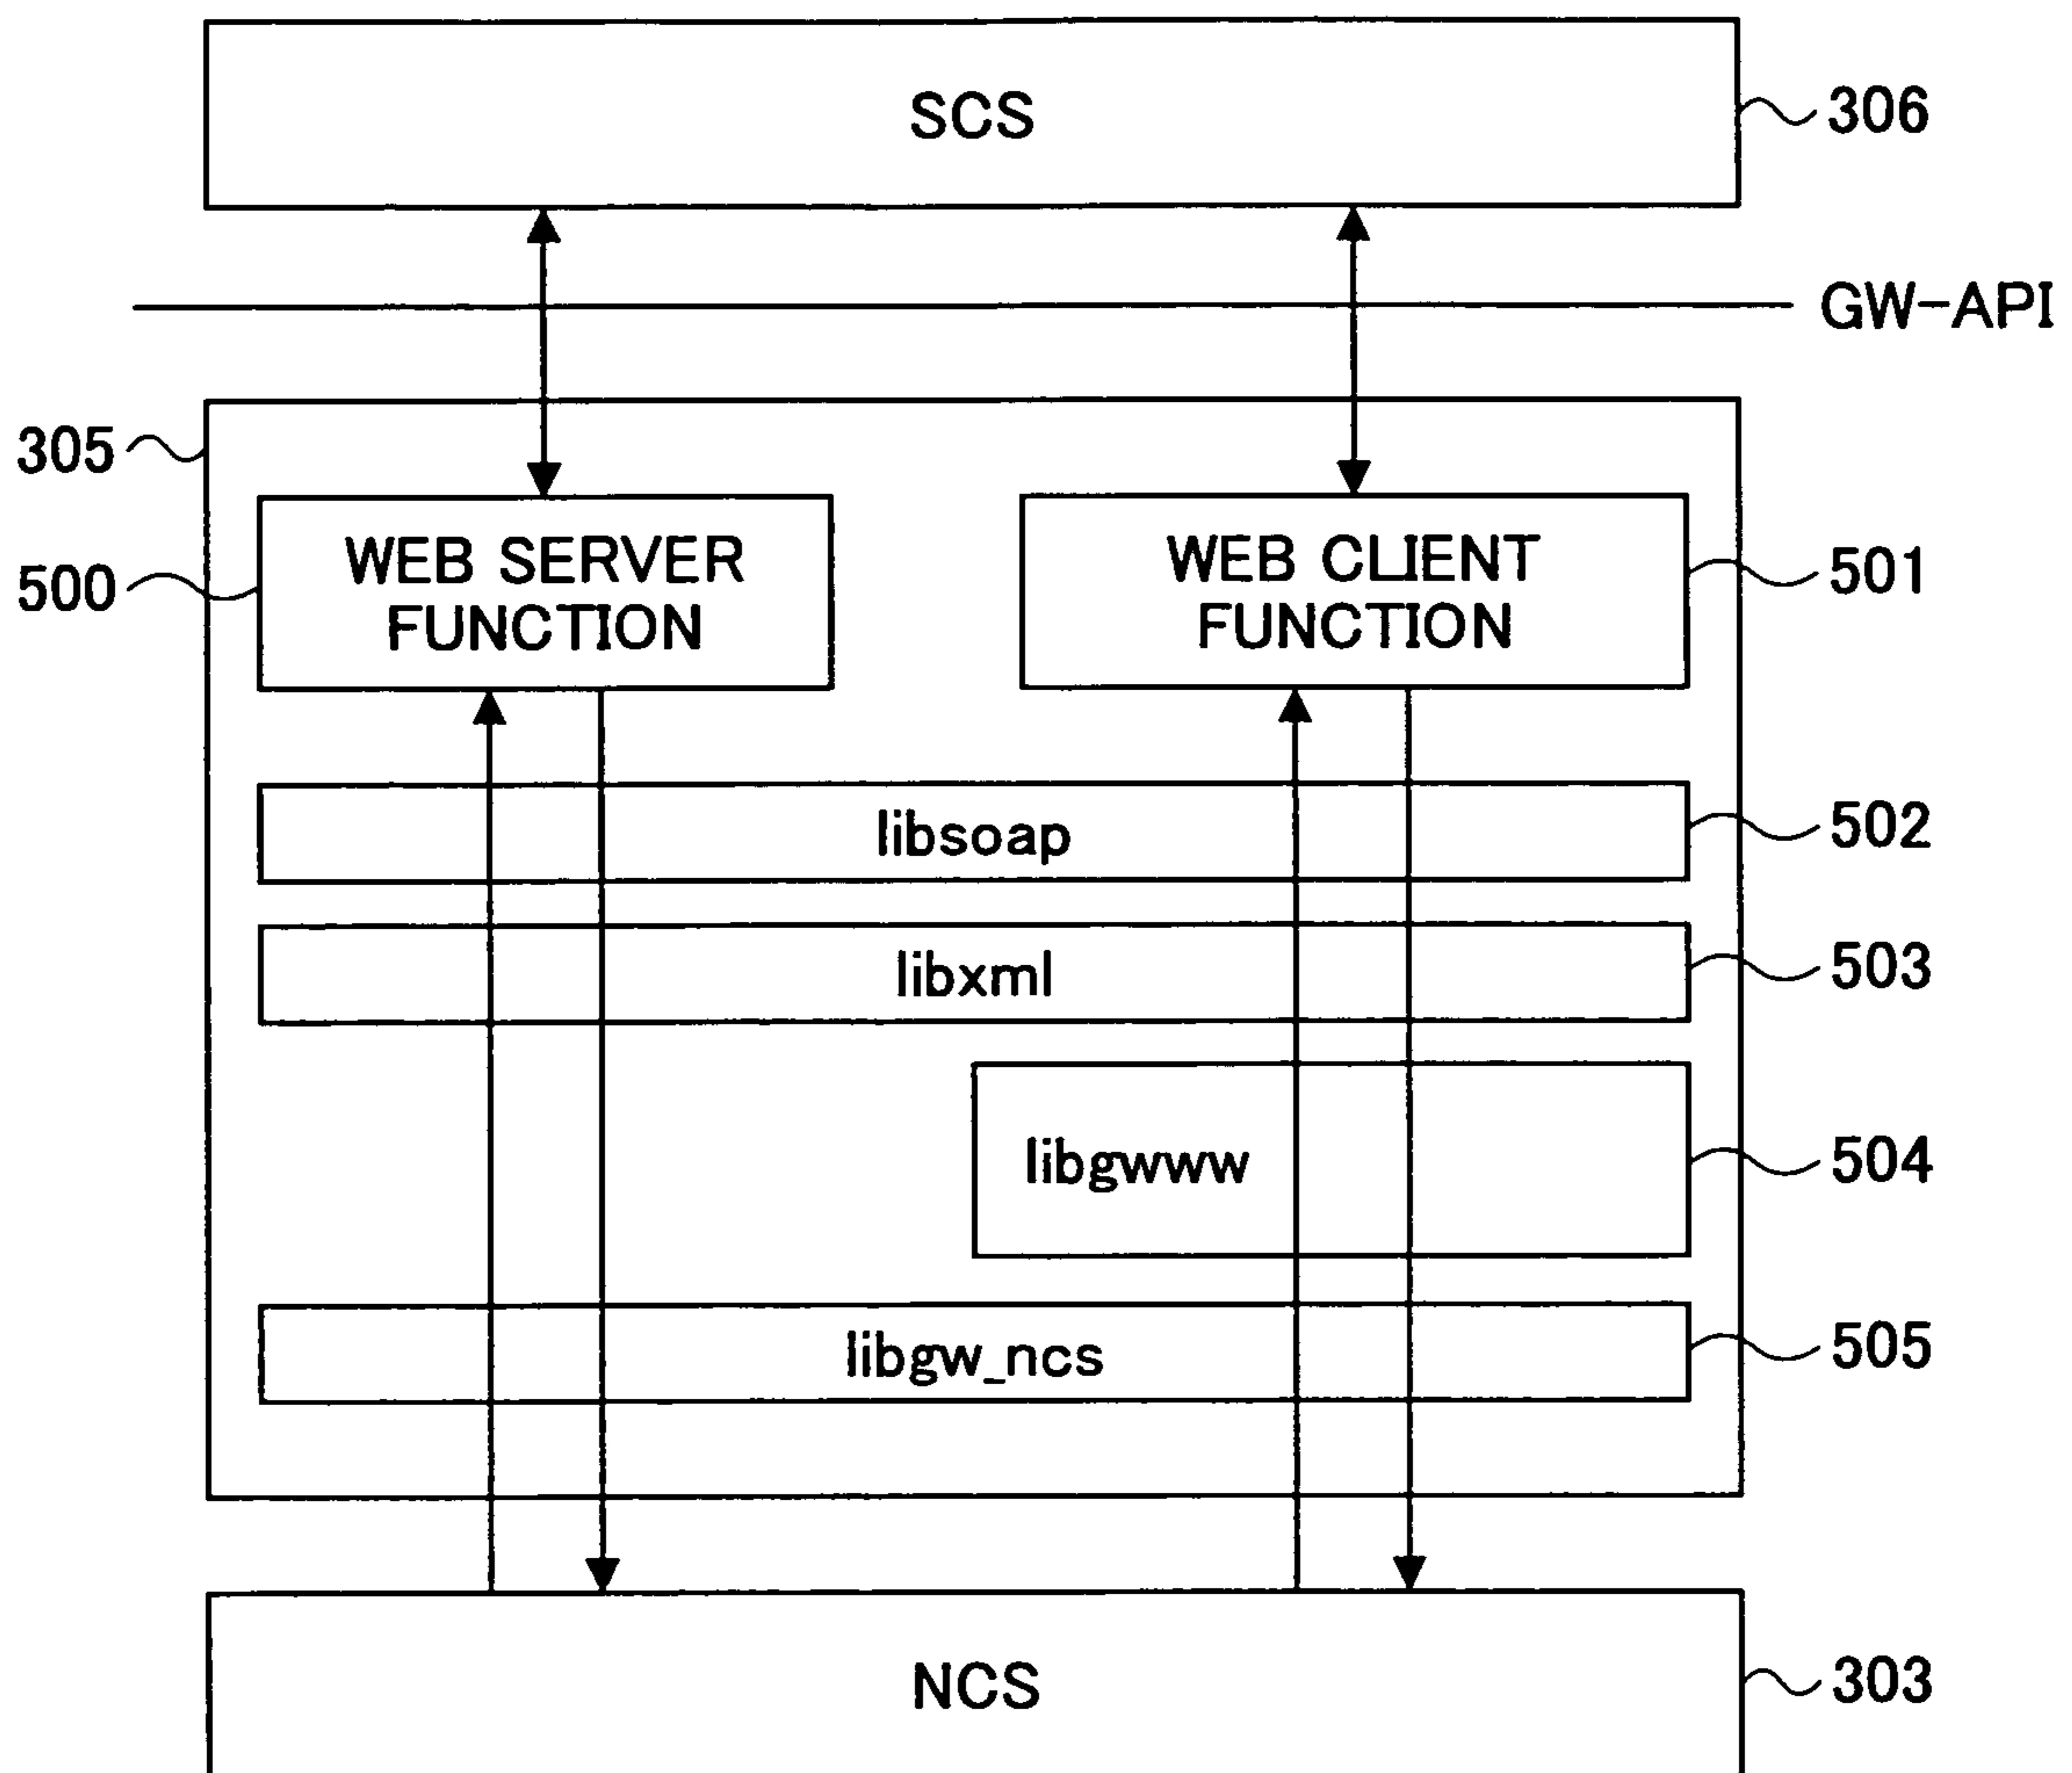 SCS
306
GW-API
305
WEB SERVER
FUNCTION
500
WEB CLIENT
FUNCTION
501
libsoap
502
libxml
503
libgwww
504
libgw_ncs
505
NCS
303